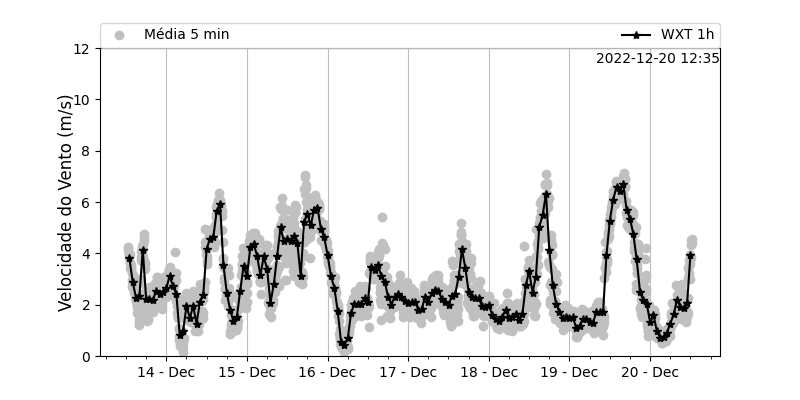 Média 5 min
WXT 1h
2022-12-20 12:35
Velocidade do Vento (m/s)
12
10
8
6
4
2
0
14 - Dec
15 - Dec
16 - Dec
17 - Dec
18 - Dec
19 - Dec
20 - Dec